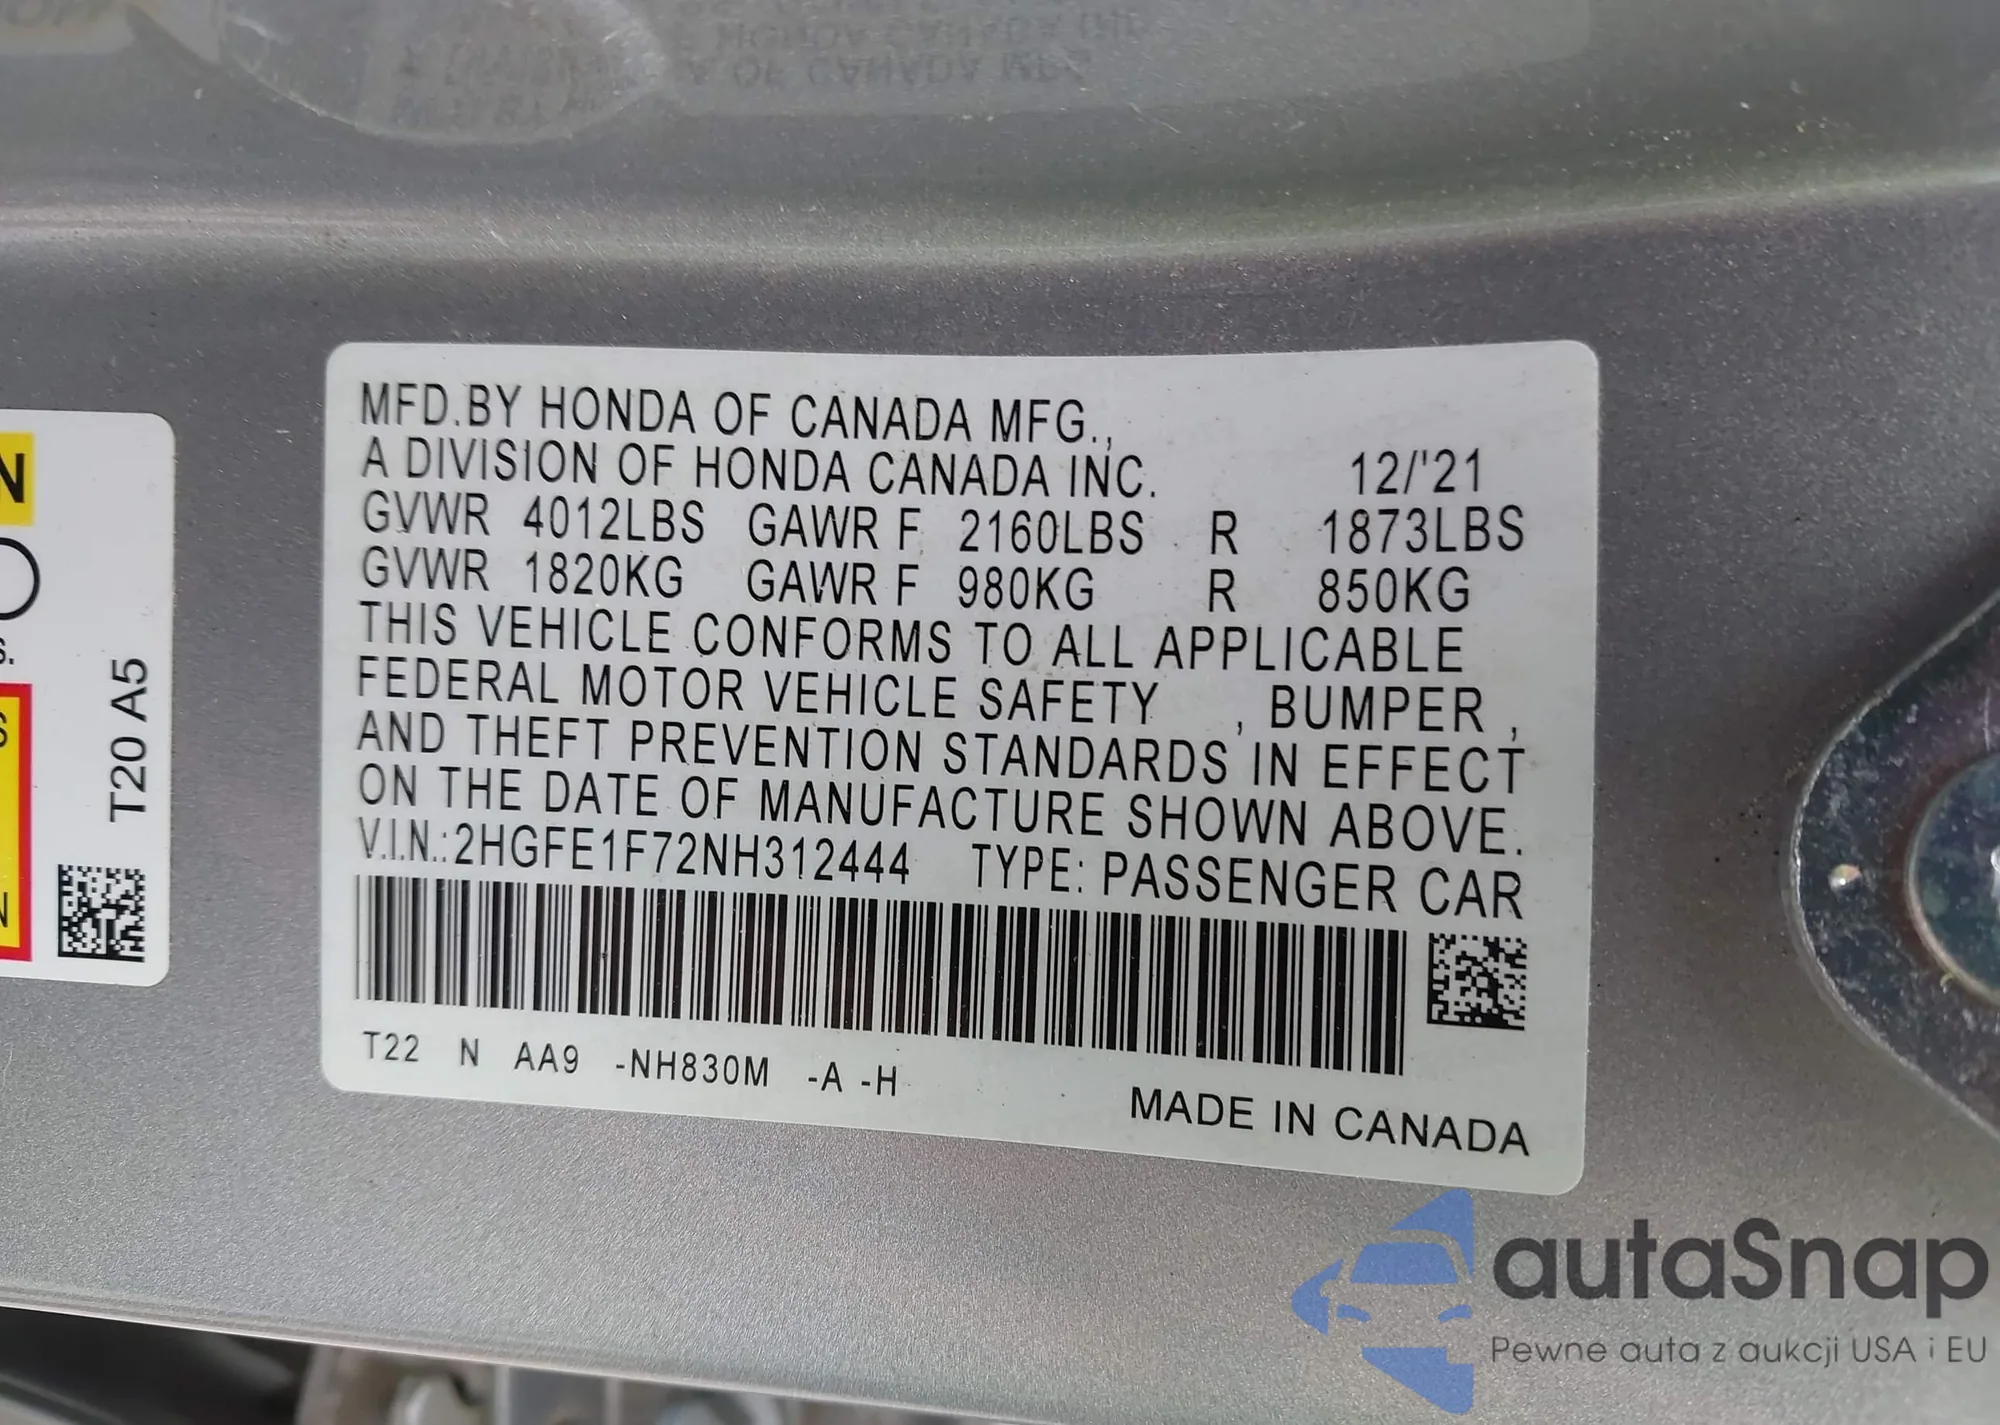 MFD.BY HONDA OF CANADA MFG.,
A DIVISION OF HONDA CANADA INC. 12/'21
GVWR 4012LBS GAWR F 2160LBS R 1873LBS
GVWR 1820KG GAWR F 980KG R 850KG
THIS VEHICLE CONFORMS TO ALL APPLICABLE
FEDERAL MOTOR VEHICLE SAFETY , BUMPER ,
AND THEFT PREVENTION STANDARDS IN EFFECT
ON THE DATE OF MANUFACTURE SHOWN ABOVE.
V.I.N.: 2HGFE1F72NH312444 TYPE: PASSENGER CAR
T22 N AA9 -NH830M -A -H
MADE IN CANADA
N
S.
S
N
T20 A5
autaSnap
Pewne auta z aukcji USA i EU